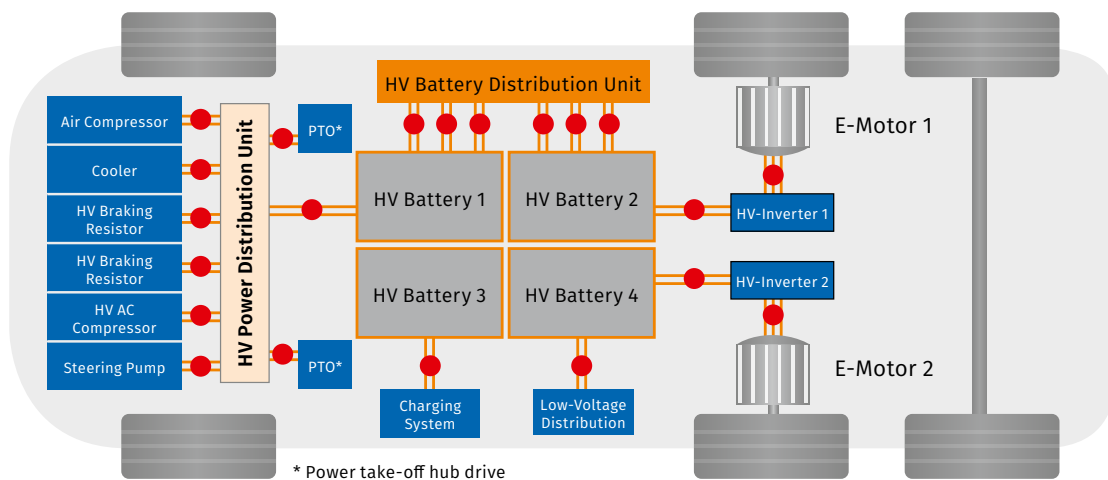 HV Battery Distribution Unit
Air Compressor
Cooler
HV Braking
Resistor
HV Braking
Resistor
HV AC
Compressor
Steering Pump
HV Power Distribution Unit
PTO*
PTO*
HV Battery 1
HV Battery 2
HV Battery 3
HV Battery 4
Charging
System
Low-Voltage
Distribution
E-Motor 1
HV-Inverter 1
HV-Inverter 2
E-Motor 2
* Power take-off hub drive